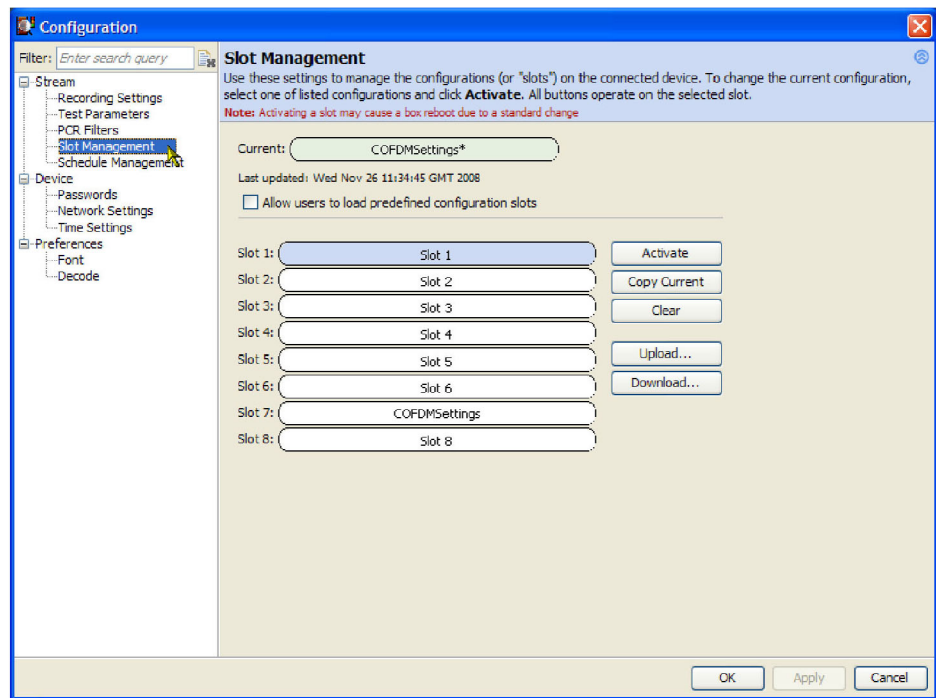 Configuration
Filter: Enter search query
Stream
Recording Settings
Test Parameters
PCR Filters
Slot Management
Schedule Management
Device
Passwords
Network Settings
Time Settings
Preferences
Font
Decode
Slot Management
Use these settings to manage the configurations (or "slots") on the connected device. To change the current configuration,
select one of listed configurations and click Activate. All buttons operate on the selected slot.
Note: Activating a slot may cause a box reboot due to a standard change
Current: COFDMSettings*
Last updated: Wed Nov 26 11:34:45 GMT 2008
Allow users to load predefined configuration slots
Slot 1: Slot 1
Slot 2: Slot 2
Slot 3: Slot 3
Slot 4: Slot 4
Slot 5: Slot 5
Slot 6: Slot 6
Slot 7: COFDMSettings
Slot 8: Slot 8
Activate
Copy Current
Clear
Upload...
Download...
OK
Apply
Cancel